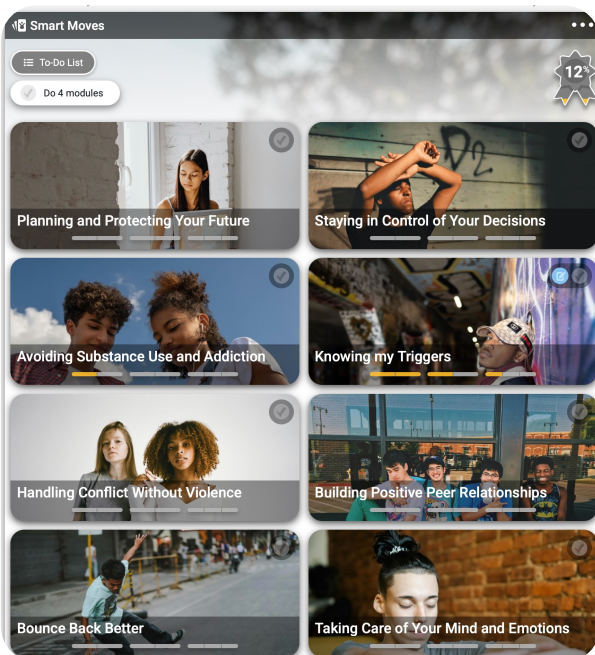 Smart Moves
To-Do List
12%
Do 4 modules
D2
Planning and Protecting Your Future
Staying in Control of Your Decisions
Avoiding Substance Use and Addiction
Knowing my Triggers
Handling Conflict Without Violence
Building Positive Peer Relationships
Bounce Back Better
Taking Care of Your Mind and Emotions